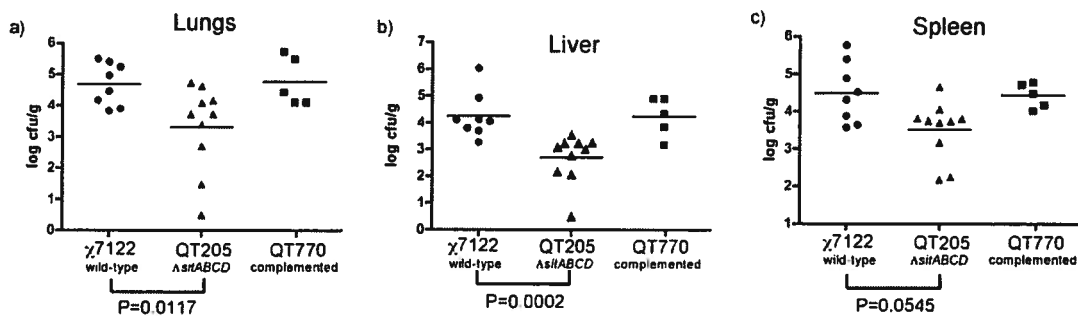 a) Lungs
log cfu/g
6
5
4
3
2
1
0
χ7122 QT205 QT770
wild-type ΔsitABCD complemented
P=0.0117
b) Liver
log cfu/g
7
6
5
4
3
2
1
0
χ7122 QT205 QT770
wild-type ΔsitABCD complemented
P=0.0002
c) Spleen
log cfu/g
6
5
4
3
2
1
χ7122 QT205 QT770
wild-type ΔsitABCD complemented
P=0.0545